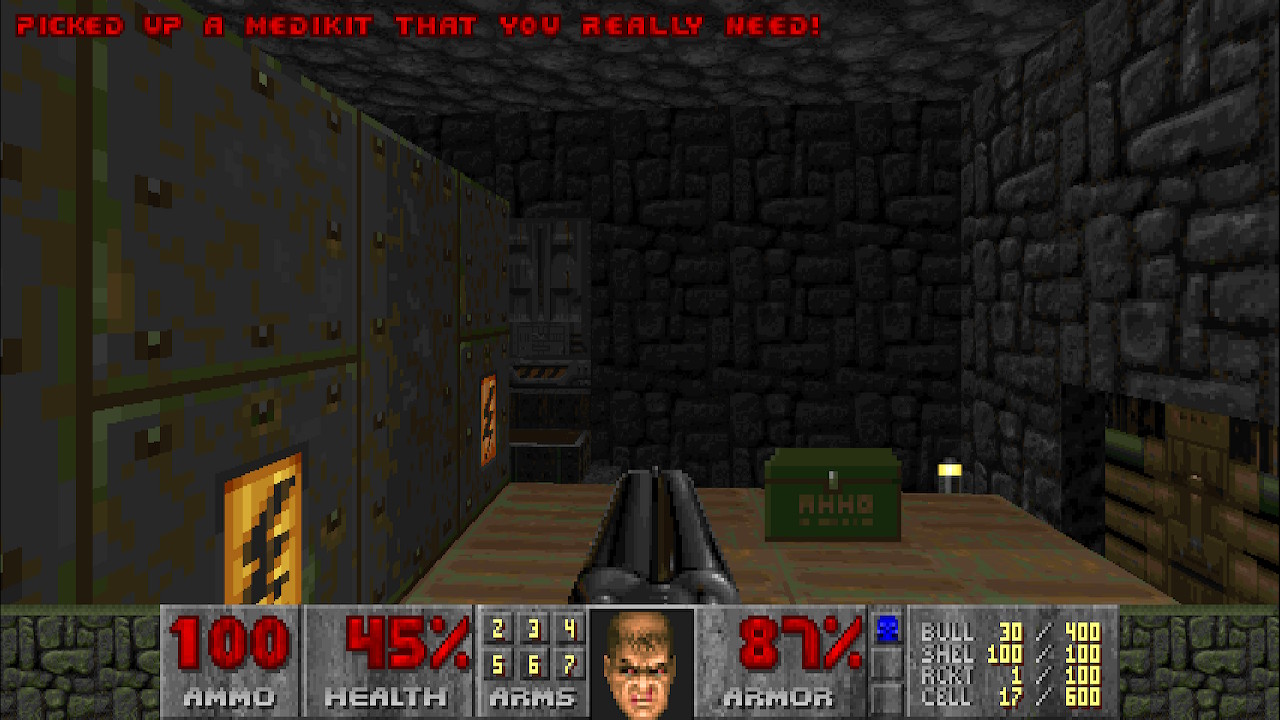 PICKED UP A MEDIKIT THAT YOU REALLY NEED!
AMMO
100
AMMO
45%
HEALTH
2 3 4
5 6 7
ARMS
87%
ARMOR
BULL 30 / 400
SHEL 100 / 100
RCKT 1 / 100
CELL 17 / 600